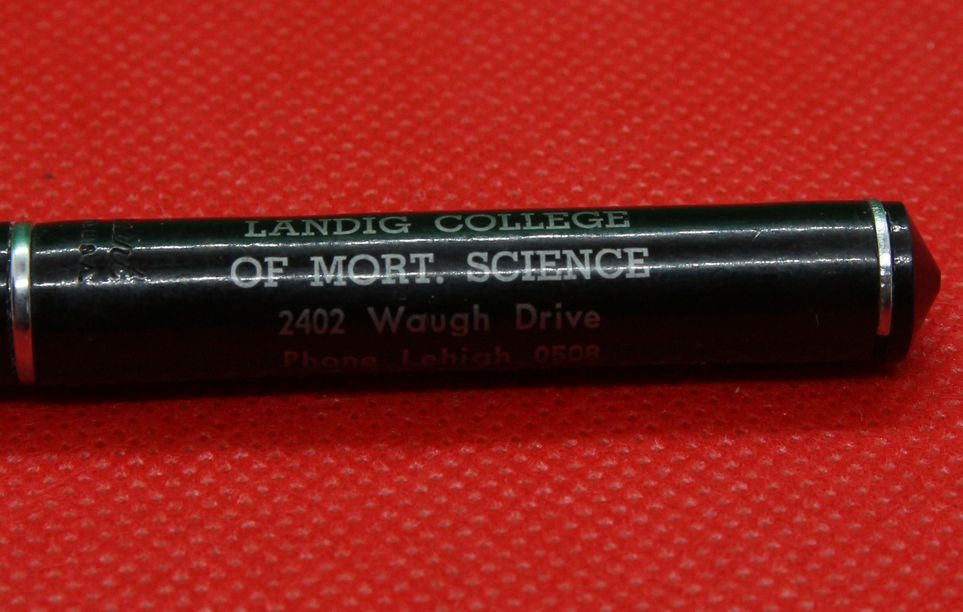 LANDIG COLLEGE
OF MORT. SCIENCE
2402 Waugh Drive
Phone Lehigh 0508